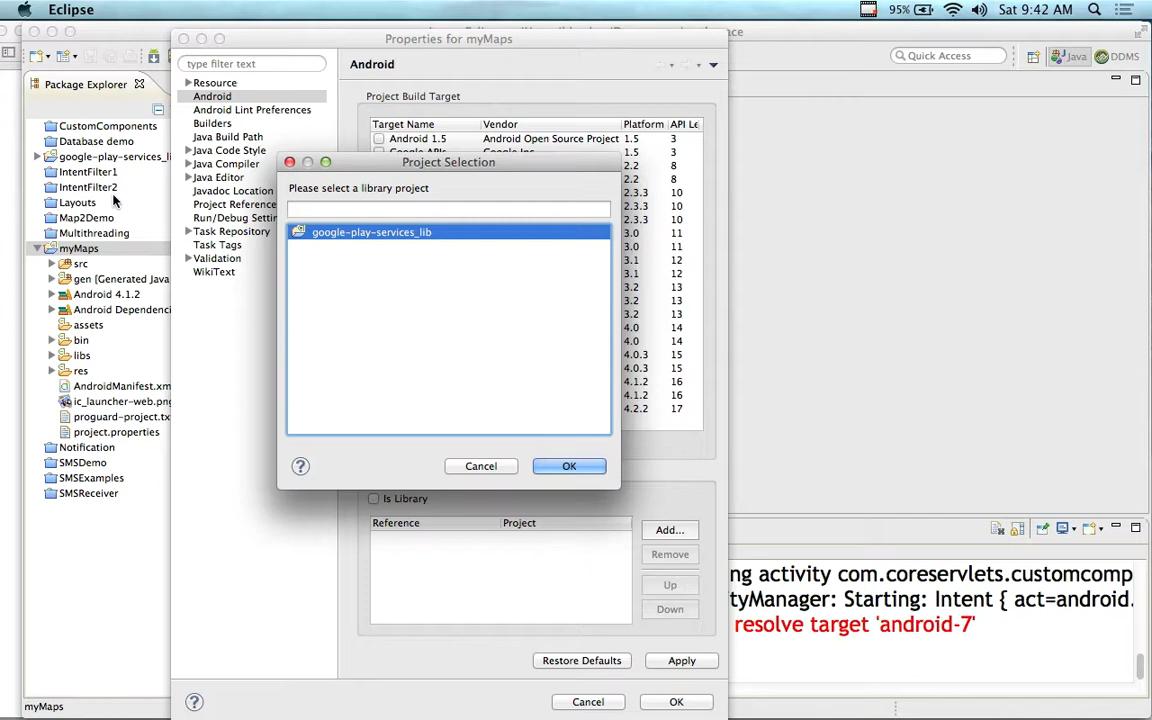 Eclipse
95%
Sat 9:42 AM
Properties for myMaps
Package Explorer
CustomComponents
Database demo
google-play-services_li
IntentFilter1
IntentFilter2
Layouts
Map2Demo
Multithreading
myMaps
src
gen [Generated Java
Android 4.1.2
Android Dependenci
assets
bin
libs
res
AndroidManifest.xm
ic_launcher-web.png
proguard-project.tx
project.properties
Notification
SMSDemo
SMSExamples
SMSReceiver
myMaps
type filter text
Resource
Android
Android Lint Preferences
Builders
Java Build Path
Java Code Style
Java Compiler
Java Editor
Javadoc Location
Project Reference
Run/Debug Settin
Task Repository
Task Tags
Validation
WikiText
Android
Project Build Target
Target Name Vendor Platform API Le
Android 1.5 Android Open Source Project 1.5 3
1.5 3
2.2 8
2.2 8
2.3.3 10
2.3.3 10
2.3.3 10
3.0 11
3.0 11
3.1 12
3.1 12
3.2 13
3.2 13
3.2 13
4.0 14
4.0 14
4.0.3 15
4.0.3 15
4.1.2 16
4.1.2 16
4.2.2 17
Project Selection
Please select a library project
google-play-services_lib
Cancel OK
Is Library
Reference Project
Add...
Remove
Up
Down
Restore Defaults Apply
Cancel OK
Quick Access
Java
DDMS
ng activity com.coreservlets.customcomp
tyManager: Starting: Intent { act=android.
resolve target 'android-7'